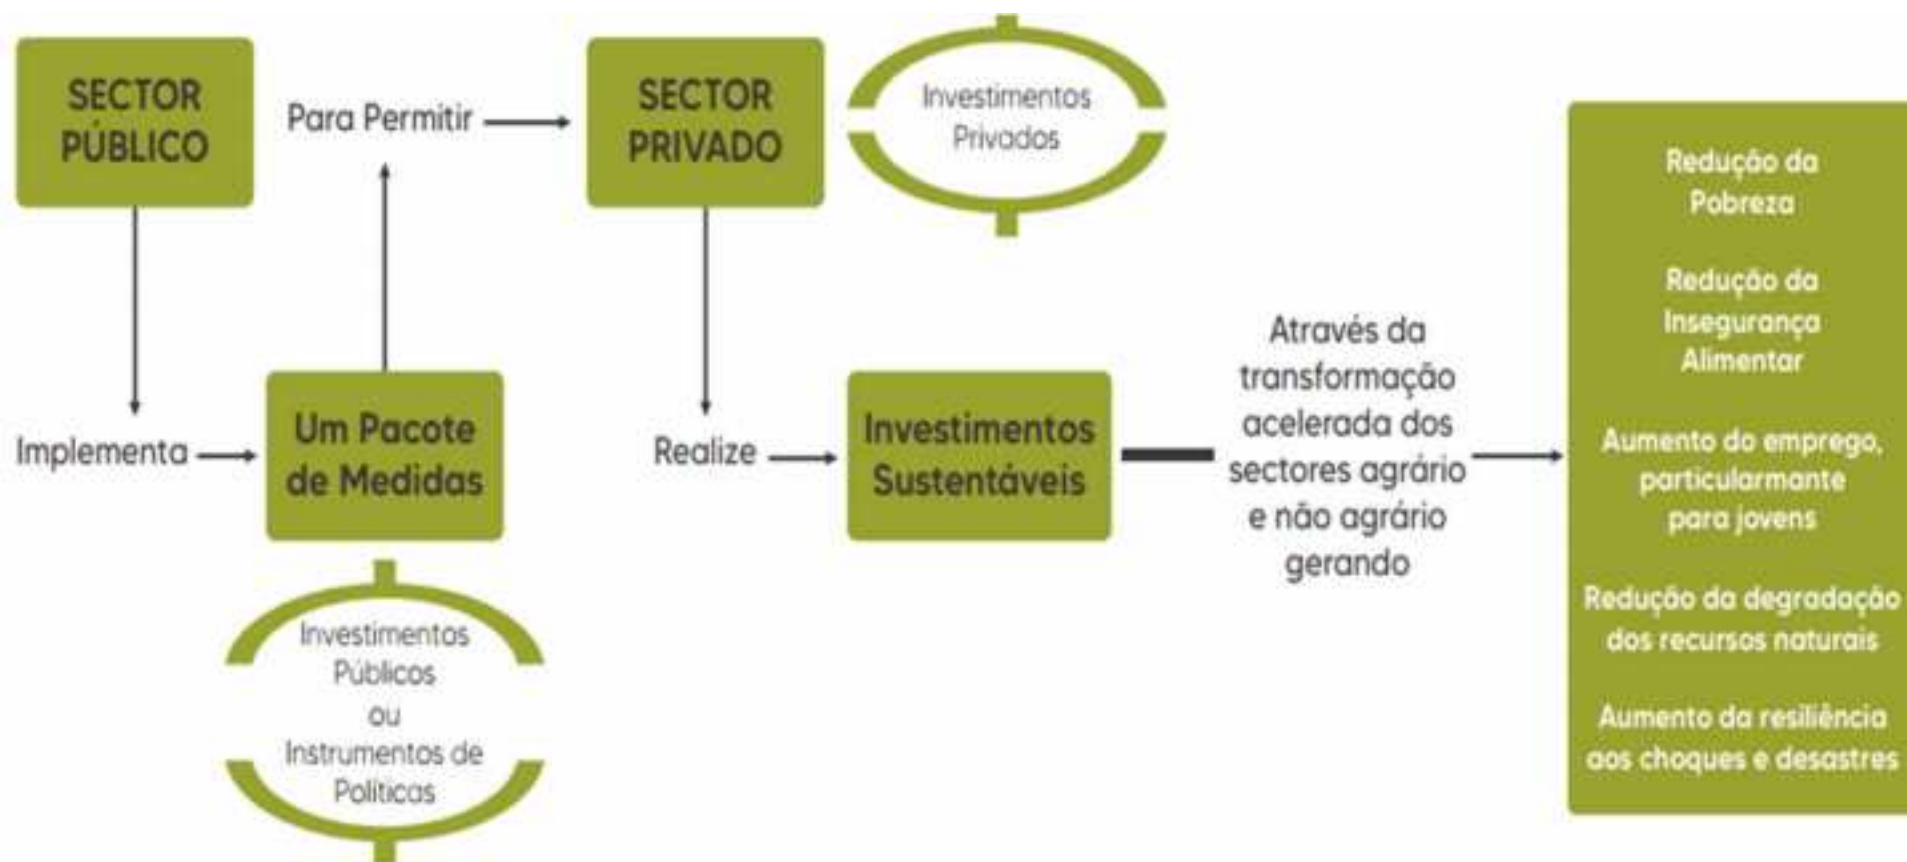 SECTOR
PÚBLICO
Para Permitir
SECTOR
PRIVADO
Investimentos
Privados
Implementa
Um Pacote
de Medidas
Investimentos
Públicos
ou
Instrumentos de
Políticas
Realize
Investimentos
Sustentáveis
Através da
transformação
acelerada dos
sectores agrário
e não agrário
gerando
Redução da
Pobreza
Redução da
Insegurança
Alimentar
Aumento do emprego,
particularmante
para jovens
Redução da degradação
dos recursos naturais
Aumento da resiliência
aos choques e desastres